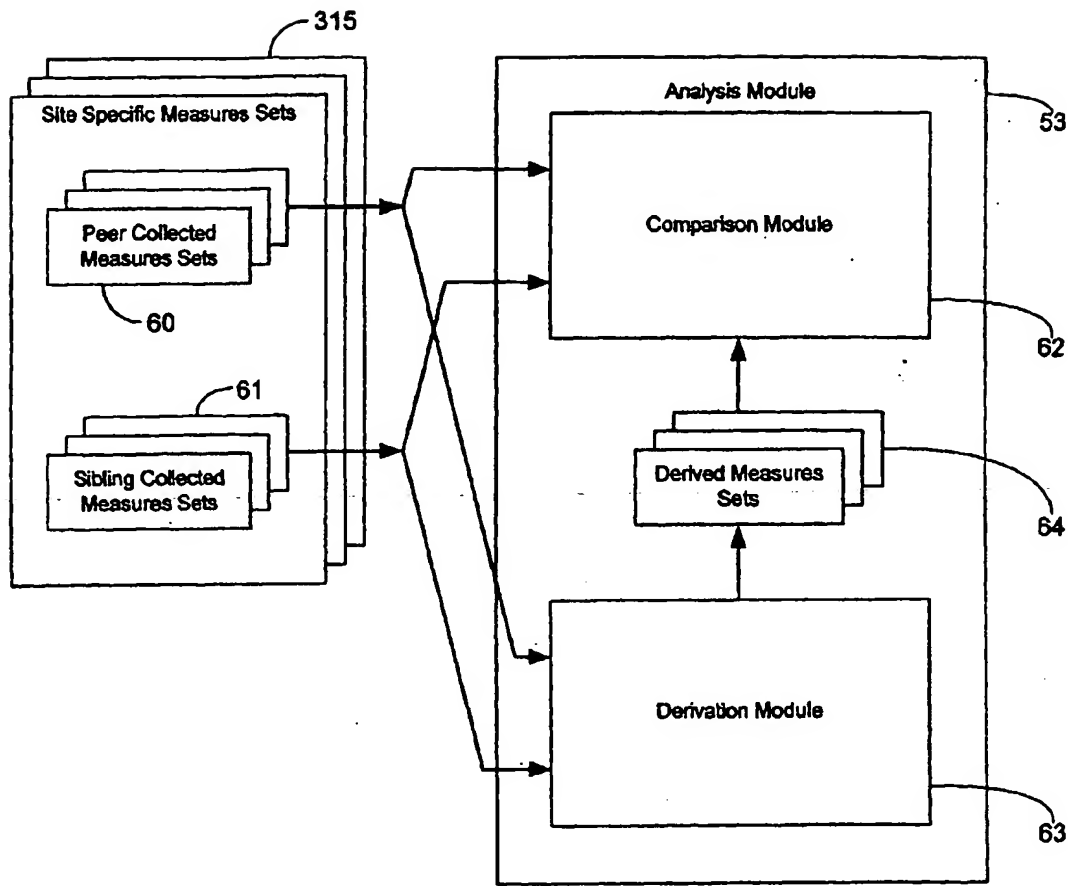 315
Site Specific Measures Sets
Peer Collected
Measures Sets
60
61
Sibling Collected
Measures Sets
Analysis Module
53
Comparison Module
62
Derived Measures
Sets
64
Derivation Module
63